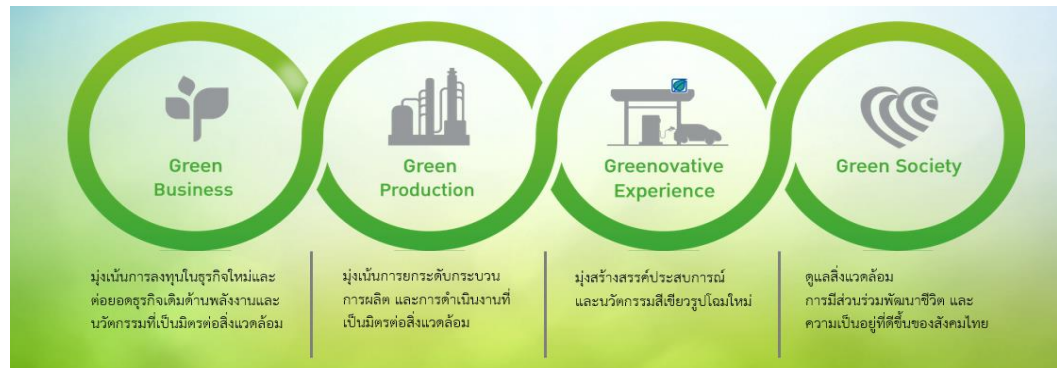 Green
Business
Green
Production
Greenovative
Experience
Green Society
มุ่งเน้นการลงทุนในธุรกิจใหม่และ
ต่อยอดธุรกิจเดิมด้านพลังงานและ
นวัตกรรมที่เป็นมิตรต่อสิ่งแวดล้อม
มุ่งเน้นการยกระดับกระบวน
การผลิต และการดำเนินงานที่
เป็นมิตรต่อสิ่งแวดล้อม
มุ่งสร้างสรรค์ประสบการณ์
และนวัตกรรมสีเขียวรูปโฉมใหม่
ดูแลสิ่งแวดล้อม
การมีส่วนร่วมพัฒนาชีวิต และ
ความเป็นอยู่ที่ดีขึ้นของสังคมไทย